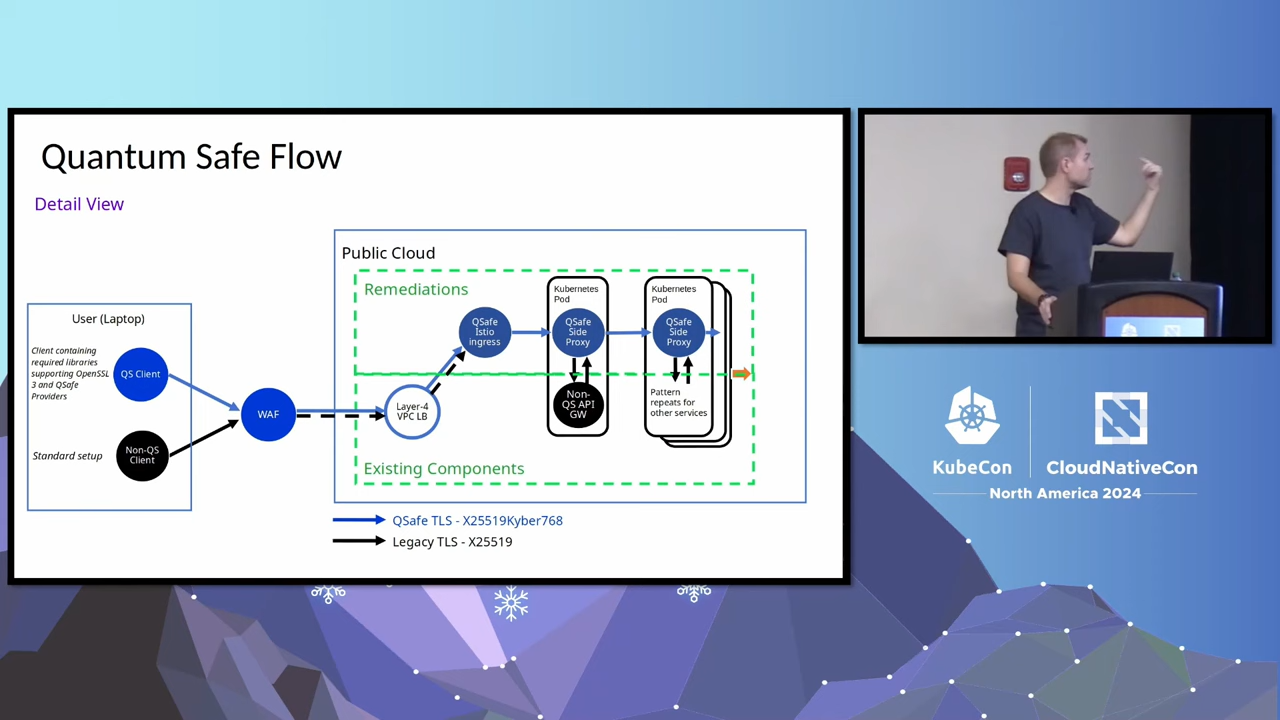 Quantum Safe Flow
Detail View
User (Laptop)
Client containing
required libraries
supporting OpenSSL
3 and QSafe
Providers
QS Client
Standard setup
Non-QS
Client
WAF
Public Cloud
Remediations
Layer-4
VPC LB
QSafe
Istio
ingress
Kubernetes
Pod
QSafe
Side
Proxy
Non-
QS API
GW
Kubernetes
Pod
QSafe
Side
Proxy
Pattern
repeats for
other services
Existing Components
QSafe TLS - X25519Kyber768
Legacy TLS - X25519
KubeCon
CloudNativeCon
North America 2024